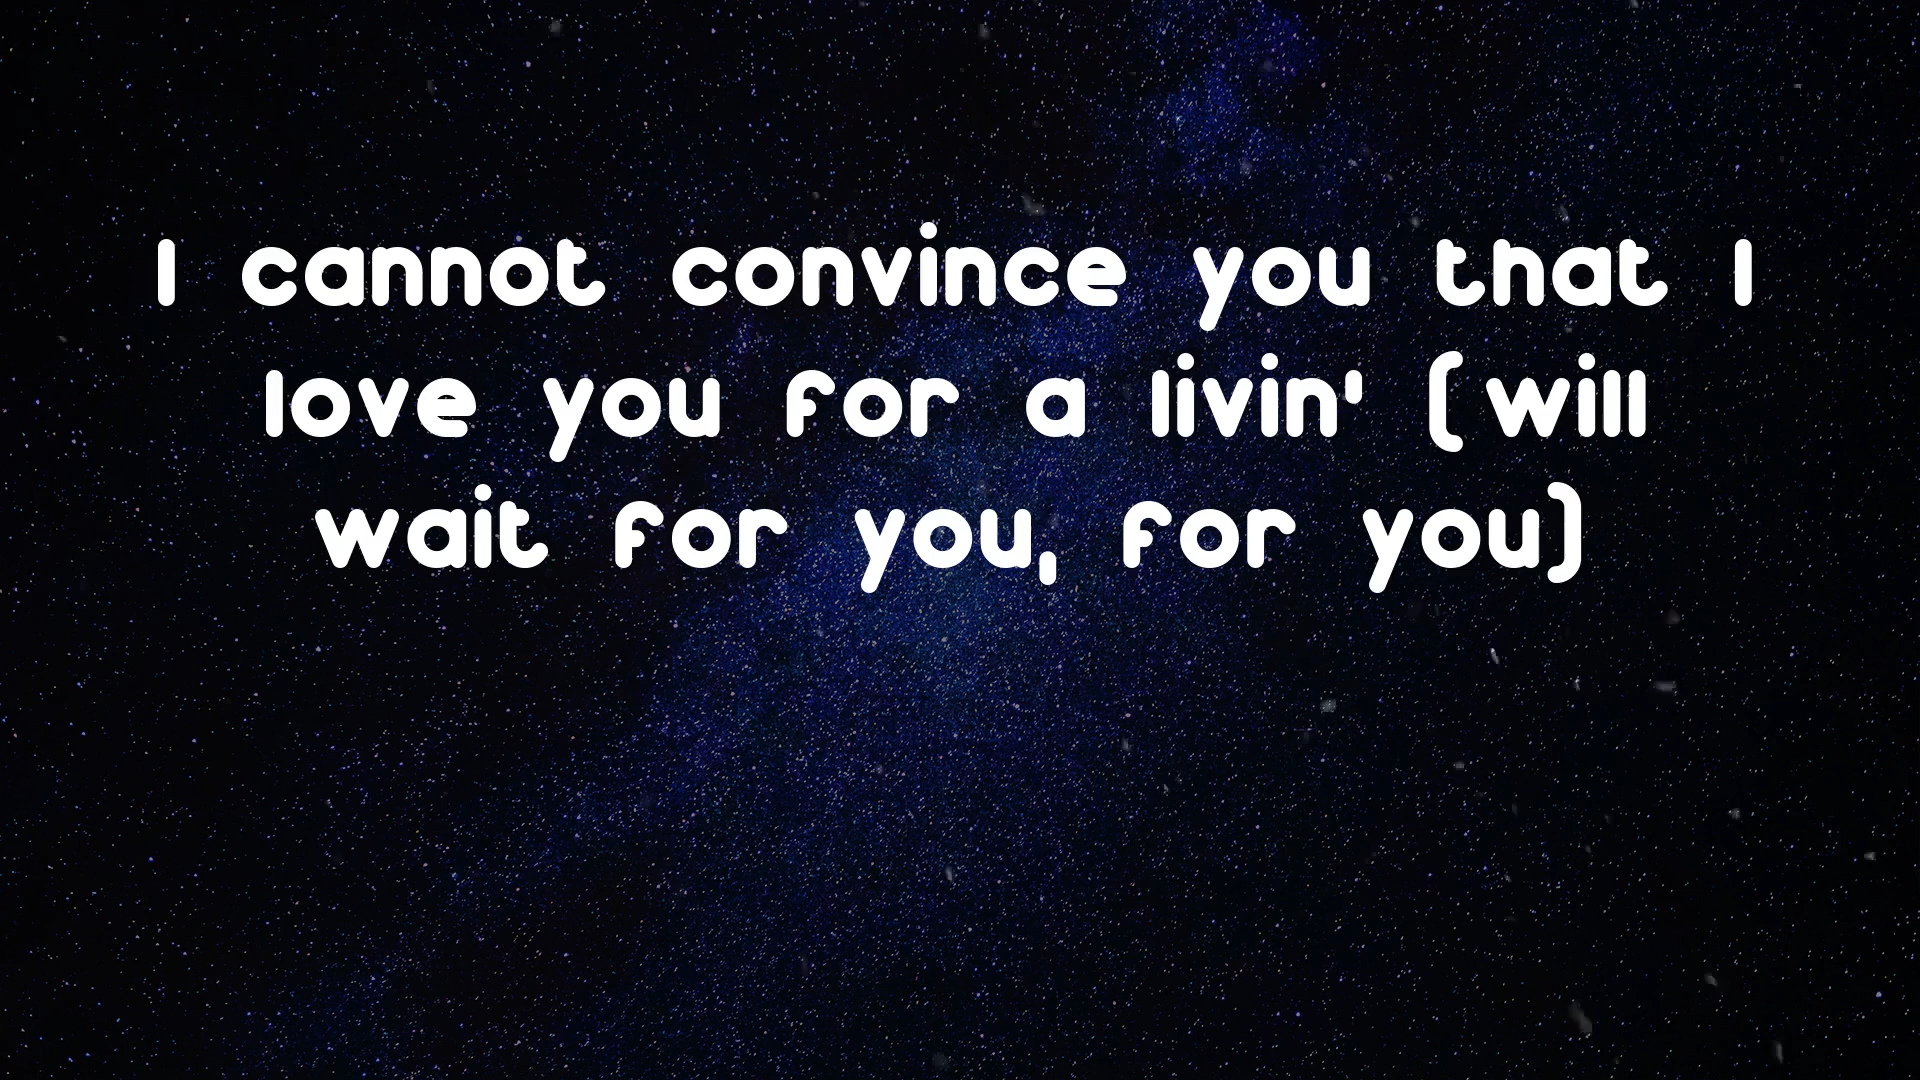 I cannot convince you that I
love you for a livin' (will
wait for you, for you)